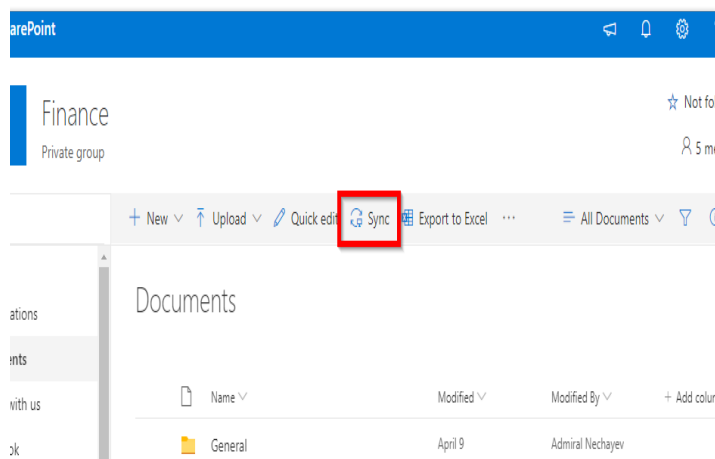 arePoint
Finance
Not fo
Private group
5 me
New Upload Quick edit Sync Export to Excel ··· All Documents
Documents
ations
ents
with us
ok
Name Modified Modified By + Add colum
General April 9 Admiral Nechayev